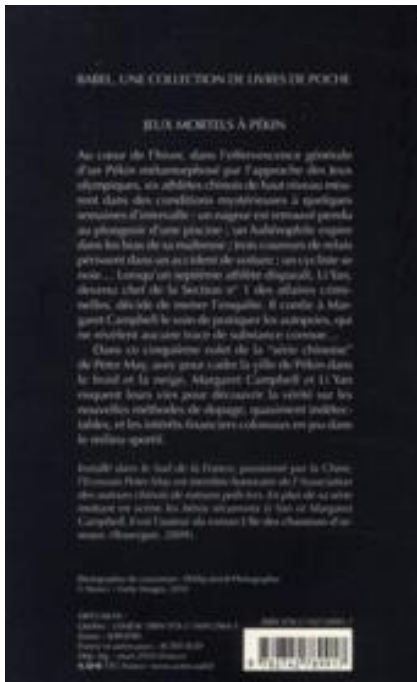 BABEL, UNE COLLECTION DE LIVRES DE POCHE
JEUX MORTELS À PÉKIN
Au cœur de l'hiver, dans l'effervescence générale
d'un Pékin métamorphosé par l'approche des Jeux
olympiques, six athlètes chinois de haut niveau meu-
rent dans des conditions mystérieuses à quelques
semaines d'intervalle : un nageur est retrouvé pendu
au plongeoir d'une piscine ; un haltérophile expire
dans les bras de sa maîtresse ; trois coureurs de relais
périssent dans un accident de voiture ; un cycliste se
noie... Lorsqu'un septième athlète disparaît, Li Yan,
devenu chef de la Section n° 1 des affaires crimi-
nelles, décide de mener l'enquête. Il confie à Mar-
garet Campbell le soin de pratiquer les autopsies, qui
ne révèlent aucune trace de substance connue...
Dans ce cinquième volet de la "série chinoise"
de Peter May, avec pour cadre la ville de Pékin dans
le froid et la neige, Margaret Campbell et Li Yan
risquent leurs vies pour découvrir la vérité sur les
nouvelles méthodes de dopage, quasiment indétec-
tables, et les intérêts financiers colossaux en jeu dans
le milieu sportif.
Installé dans le Sud de la France, passionné par la Chine,
l'Écossais Peter May est membre honoraire de l'Association
des auteurs chinois de romans policiers. En plus de sa série
mettant en scène les héros récurrents Li Yan et Margaret
Campbell, il est l'auteur du roman L'Île des chasseurs d'oi-
seaux (Rouergue, 2009).